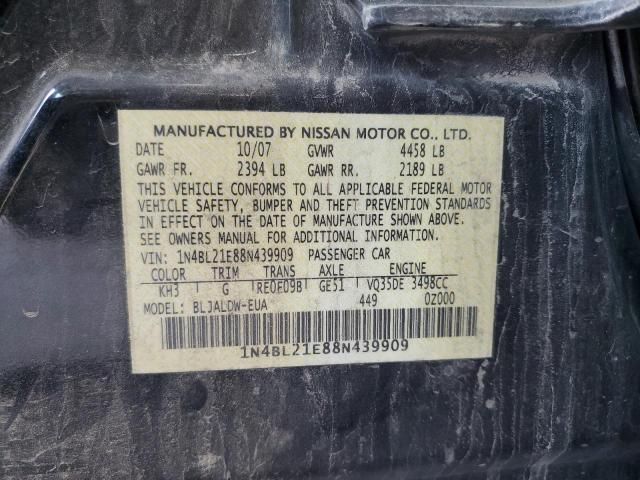 MANUFACTURED BY NISSAN MOTOR CO., LTD.
DATE 10/07 GVWR 4458 LB
GAWR FR. 2394 LB GAWR RR. 2189 LB
THIS VEHICLE CONFORMS TO ALL APPLICABLE FEDERAL MOTOR
VEHICLE SAFETY, BUMPER AND THEFT PREVENTION STANDARDS
IN EFFECT ON THE DATE OF MANUFACTURE SHOWN ABOVE.
SEE OWNERS MANUAL FOR ADDITIONAL INFORMATION.
VIN: 1N4BL21E88N439909 PASSENGER CAR
COLOR TRIM TRANS AXLE ENGINE
KH3 G RE0F09B GE51 VQ35DE 3498CC
MODEL: BLJALDW-EUA 449 0Z000
1N4BL21E88N439909